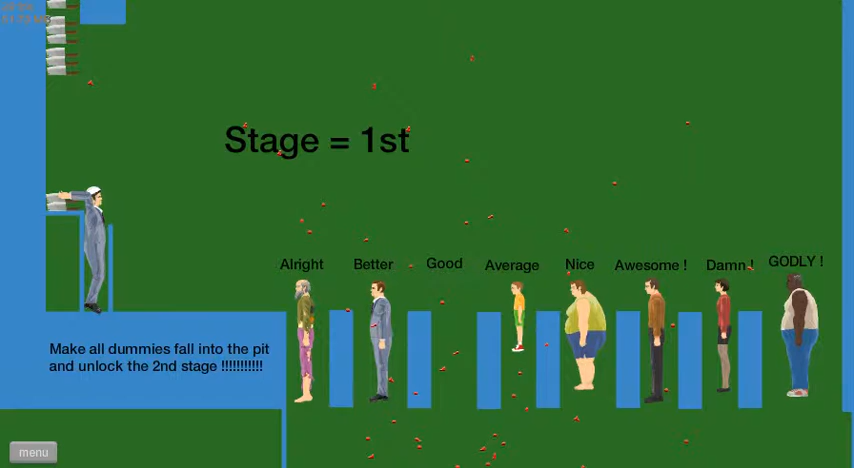 Stage = 1st
Alright Better Good Average Nice Awesome ! Damn ! GODLY !
Make all dummies fall into the pit
and unlock the 2nd stage !!!!!!!!!!!
menu